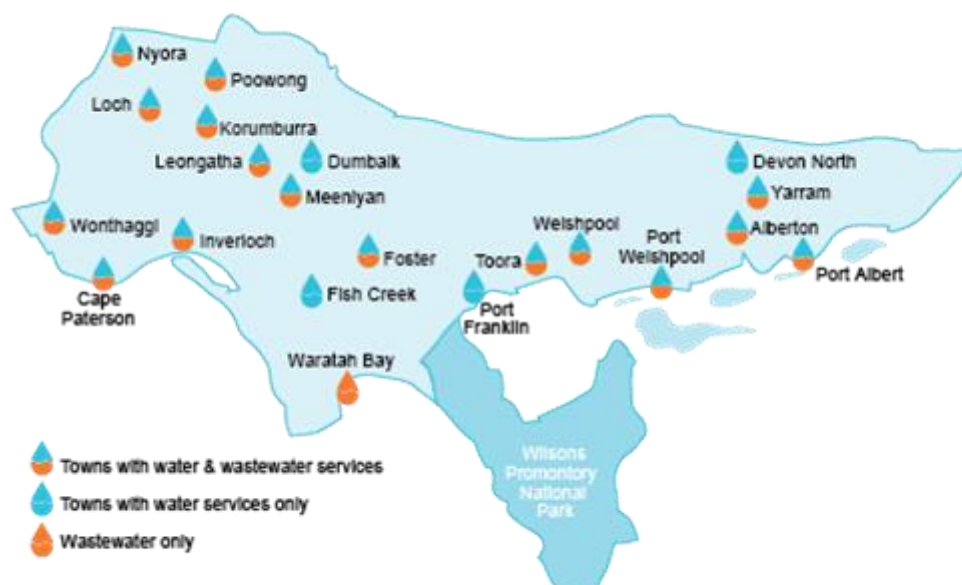 Nyora
Poowong
Loch
Korumburra
Leongatha
Dumbalk
Devon North
Meeniyan
Yarram
Wonthaggi
Inverloch
Welshpool
Alberton
Foster
Toora
Port
Welshpool
Port Albert
Cape
Paterson
Fish Creek
Port
Franklin
Waratah Bay
Wilsons
Promontory
National
Park
Towns with water & wastewater services
Towns with water services only
Wastewater only